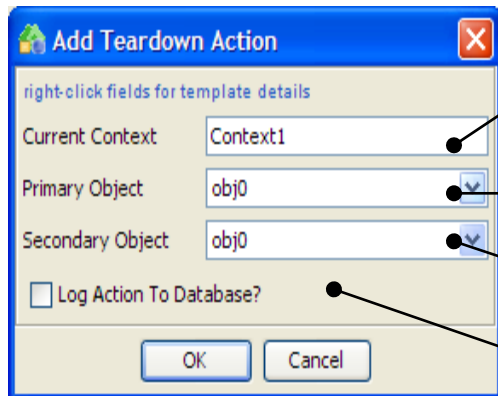 Add Teardown Action
right-click fields for template details
Current Context Context1
Primary Object obj0
Secondary Object obj0
Log Action To Database?
OK Cancel